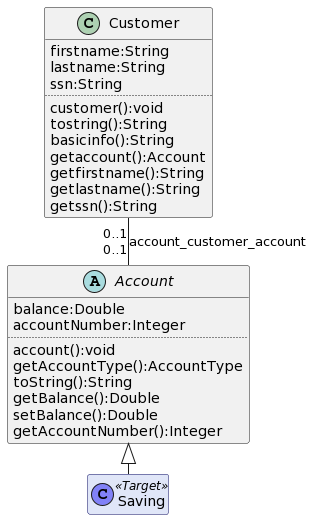 C Customer
firstname:String
lastname:String
ssn:String
customer():void
tostring():String
basicinfo():String
getaccount():Account
getfirstname():String
getlastname():String
getssn():String
0..1
account_customer_account
0..1
A Account
balance:Double
accountNumber:Integer
account():void
getAccountType():AccountType
toString():String
getBalance():Double
setBalance():Double
getAccountNumber():Integer
«Target»
C Saving